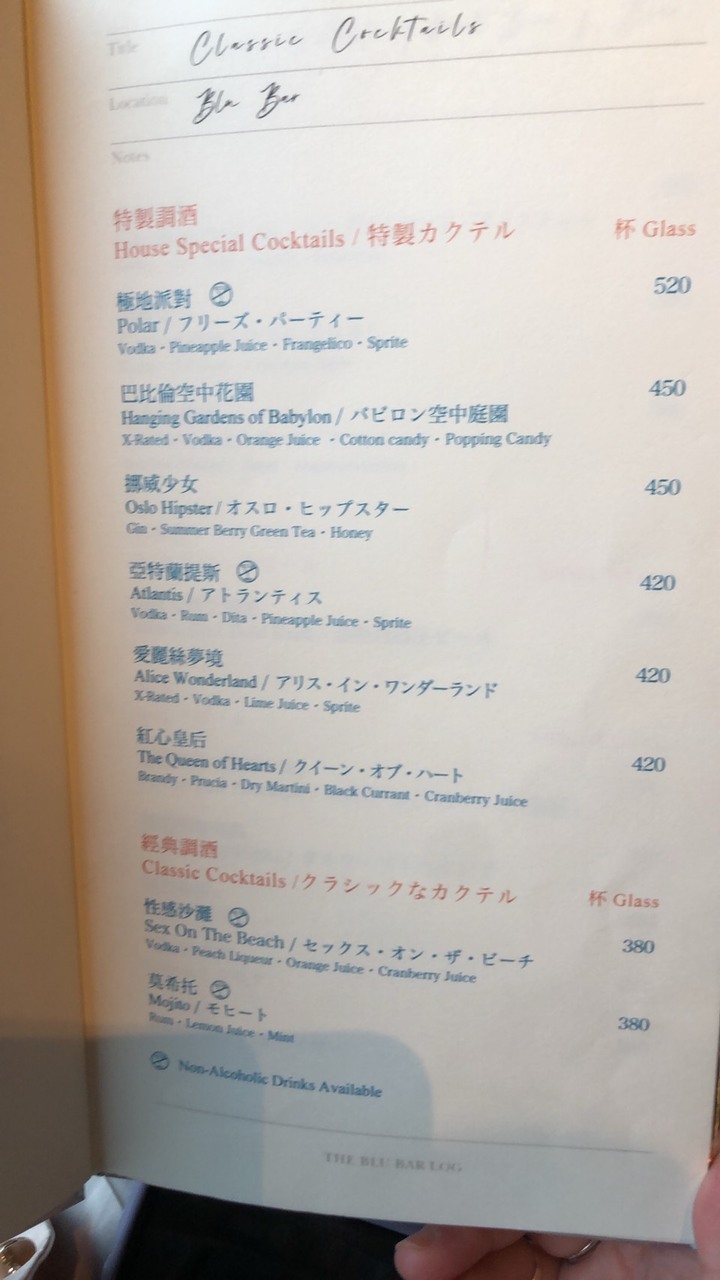 Title Classic Cocktails
Location Blu Bar
Notes
特製調酒
House Special Cocktails / 特製カクテル 杯 Glass
極地派對 520
Polar / フリーズ・パーティー
Vodka・Pineapple Juice・Frangelico・Sprite
巴比倫空中花園 450
Hanging Gardens of Babylon / バビロン空中庭園
X-Rated・Vodka・Orange Juice・Cotton candy・Popping Candy
挪威少女 450
Oslo Hipster / オスロ・ヒップスター
Gin・Summer Berry Green Tea・Honey
亞特蘭提斯 420
Atlantis / アトランティス
Vodka・Rum・Dita・Pineapple Juice・Sprite
愛麗絲夢境 420
Alice Wonderland / アリス・イン・ワンダーランド
X-Rated・Vodka・Lime Juice・Sprite
紅心皇后 420
The Queen of Hearts / クイーン・オブ・ハート
Brandy・Prucia・Dry Martini・Black Currant・Cranberry Juice
經典調酒
Classic Cocktails /クラシックなカクテル 杯 Glass
性感沙灘 380
Sex On The Beach / セックス・オン・ザ・ビーチ
Vodka・Peach Liqueur・Orange Juice・Cranberry Juice
莫希托 380
Mojito / モヒート
Rum・Lemon Juice・Mint
Non-Alcoholic Drinks Available
THE BLU BAR LOG